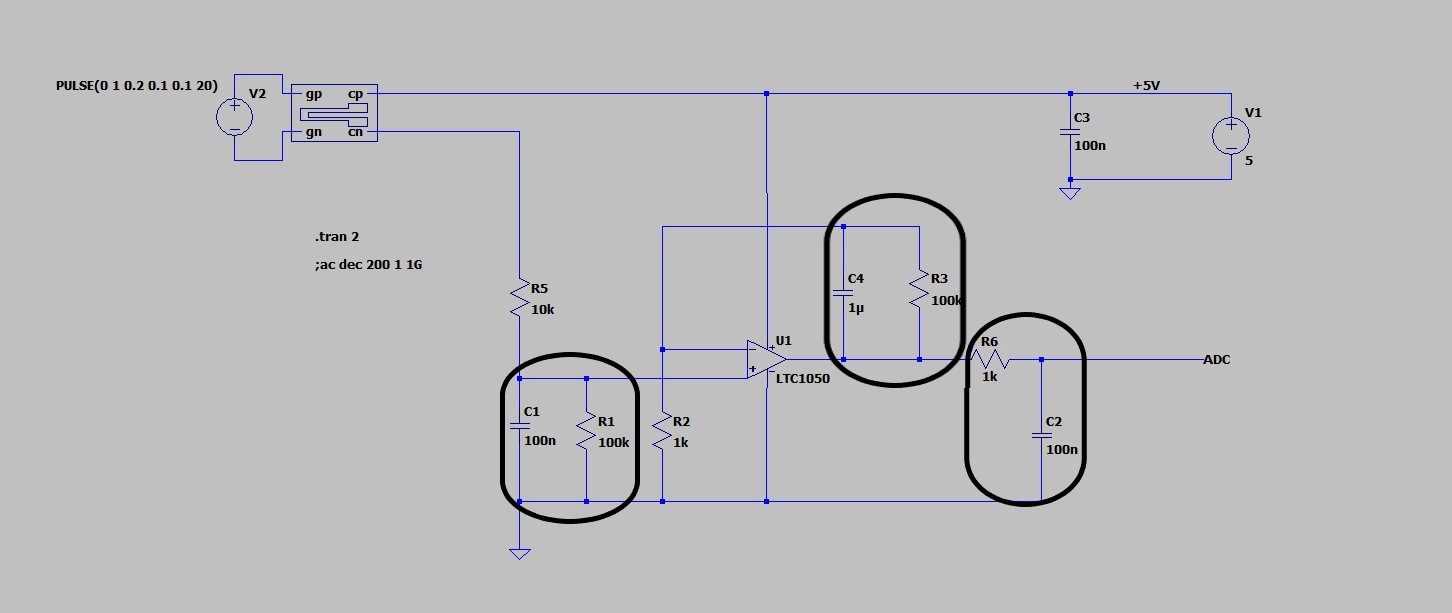 PULSE(0 1 0.2 0.1 0.1 20)
V2
gp
cp
gn
cn
+5V
C3
100n
V1
5
.tran 2
;ac dec 200 1 1G
R5
10k
C4
1µ
R3
100k
U1
LTC1050
R6
1k
ADC
C1
100n
R1
100k
R2
1k
C2
100n